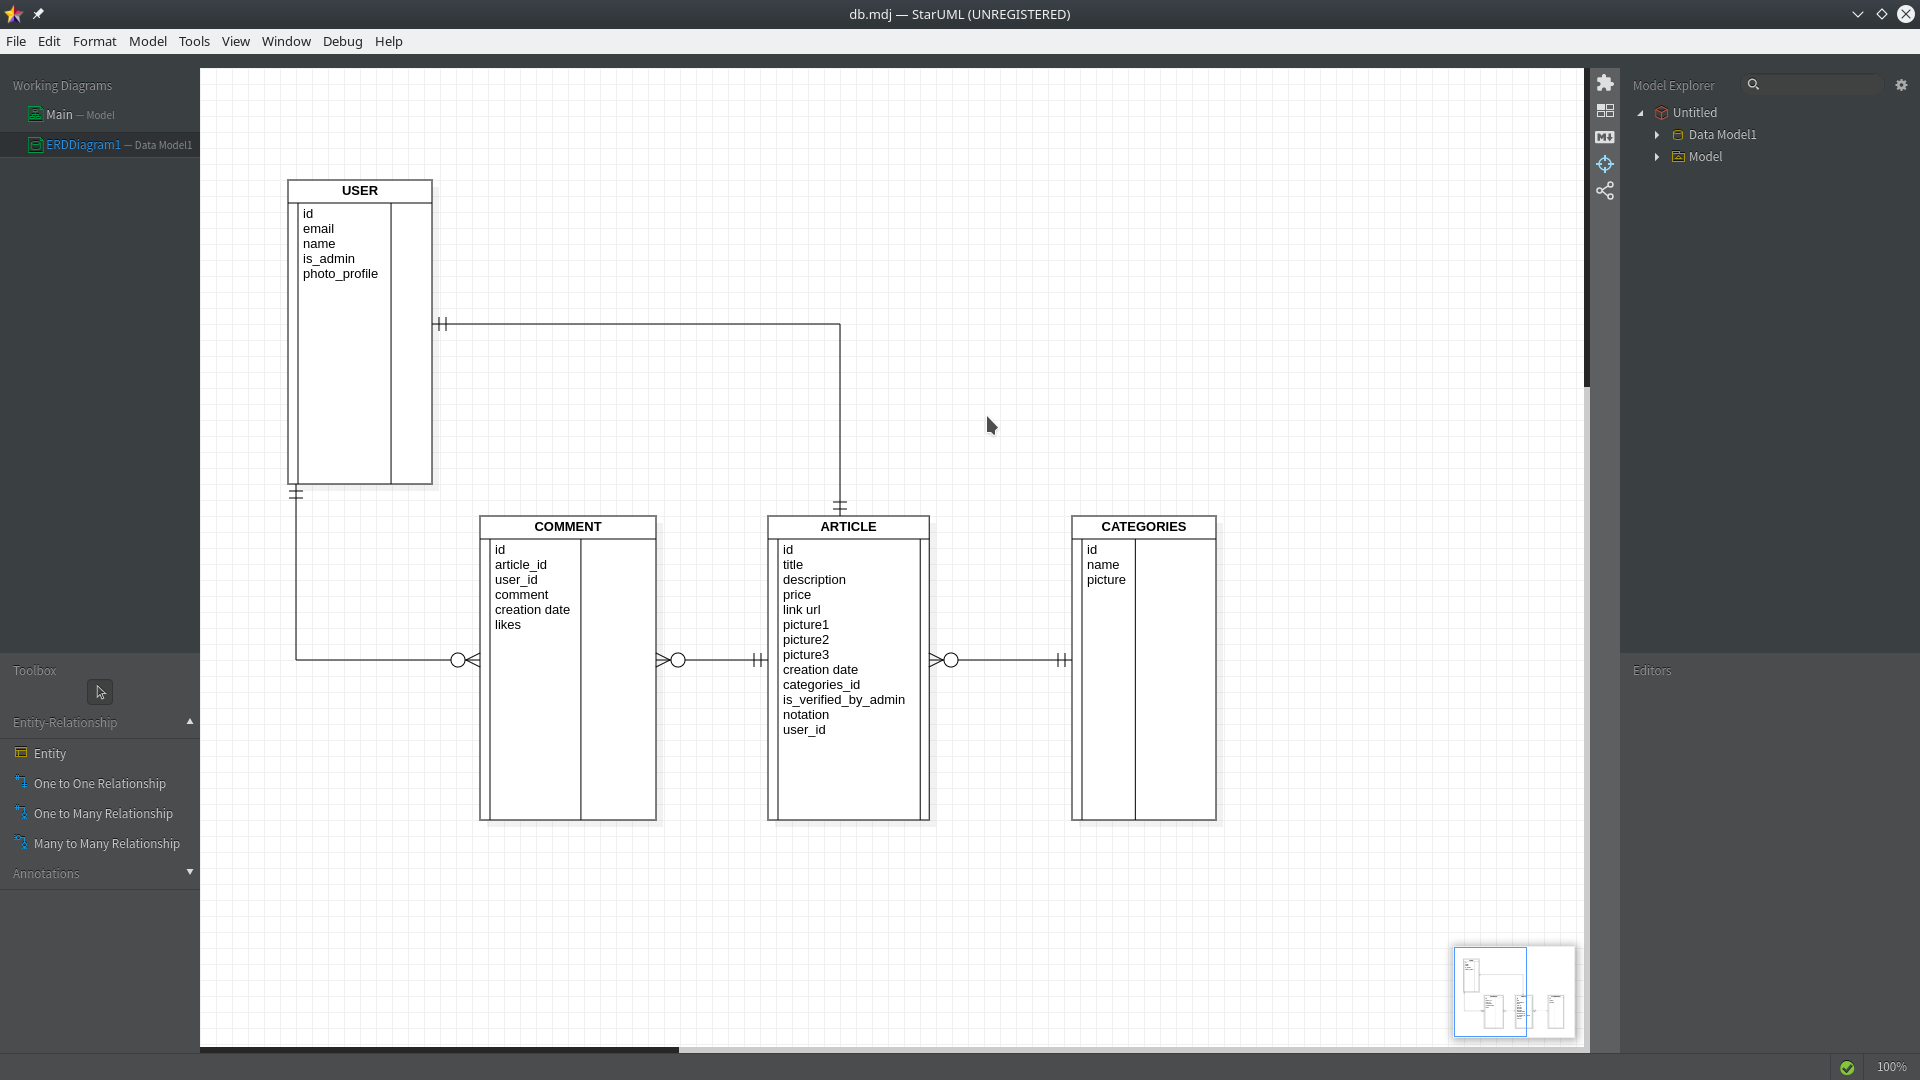 db.mdj — StarUML (UNREGISTERED)
File Edit Format Model Tools View Window Debug Help
Working Diagrams
Main — Model
ERDDiagram1 — Data Model1
Toolbox
Entity-Relationship
Entity
One to One Relationship
One to Many Relationship
Many to Many Relationship
Annotations
USER
id
email
name
is_admin
photo_profile
COMMENT
id
article_id
user_id
comment
creation date
likes
ARTICLE
id
title
description
price
link url
picture1
picture2
picture3
creation date
categories_id
is_verified_by_admin
notation
user_id
CATEGORIES
id
name
picture
Model Explorer
Untitled
Data Model1
Model
Editors
100%